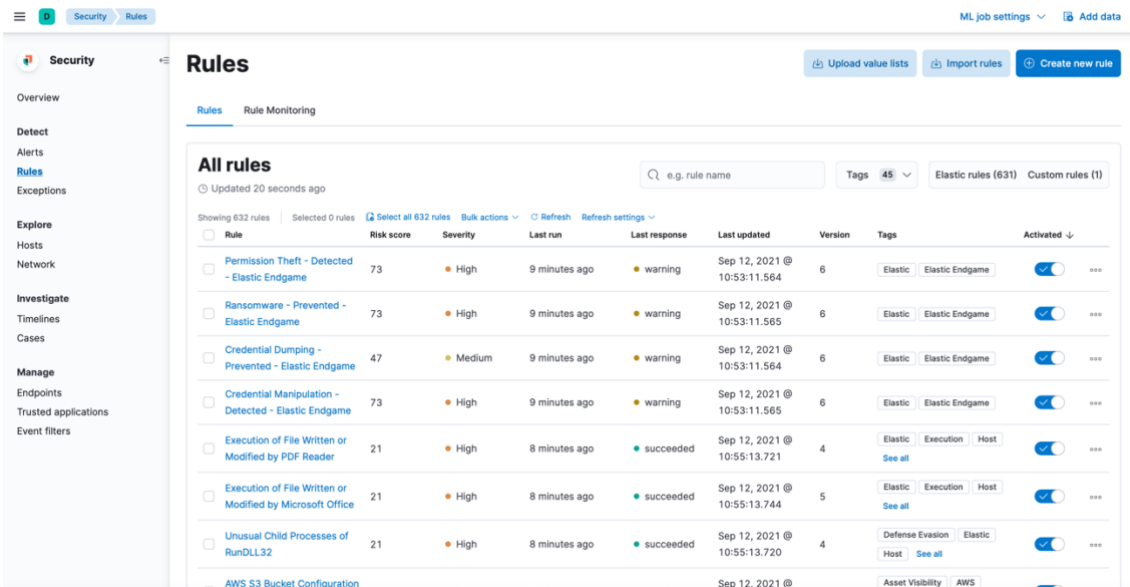 D Security Rules ML job settings Add data
Security
Rules
Upload value lists Import rules Create new rule
Overview
Detect
Alerts
Rules
Exceptions
Explore
Hosts
Network
Investigate
Timelines
Cases
Manage
Endpoints
Trusted applications
Event filters
Rules Rule Monitoring
All rules
Updated 20 seconds ago
e.g. rule name
Tags 45
Elastic rules (631) Custom rules (1)
Showing 632 rules Selected 0 rules Select all 632 rules Bulk actions Refresh Refresh settings
Rule Risk score Severity Last run Last response Last updated Version Tags Activated
Permission Theft - Detected
- Elastic Endgame
73 High 9 minutes ago warning
Sep 12, 2021 @
10:53:11.564
6 Elastic Elastic Endgame
Ransomware - Prevented -
Elastic Endgame
73 High 9 minutes ago warning
Sep 12, 2021 @
10:53:11.565
6 Elastic Elastic Endgame
Credential Dumping -
Prevented - Elastic Endgame
47 Medium 9 minutes ago warning
Sep 12, 2021 @
10:53:11.564
6 Elastic Elastic Endgame
Credential Manipulation -
Detected - Elastic Endgame
73 High 9 minutes ago warning
Sep 12, 2021 @
10:53:11.565
6 Elastic Elastic Endgame
Execution of File Written or
Modified by PDF Reader
21 High 8 minutes ago succeeded
Sep 12, 2021 @
10:55:13.721
4
Elastic Execution Host
See all
Execution of File Written or
Modified by Microsoft Office
21 High 8 minutes ago succeeded
Sep 12, 2021 @
10:55:13.744
5
Elastic Execution Host
See all
Unusual Child Processes of
RunDLL32
21 High 8 minutes ago succeeded
Sep 12, 2021 @
10:55:13.720
4
Defense Evasion Elastic
Host See all
AWS S3 Bucket Configuration
Sep 12, 2021 @
Asset Visibility AWS